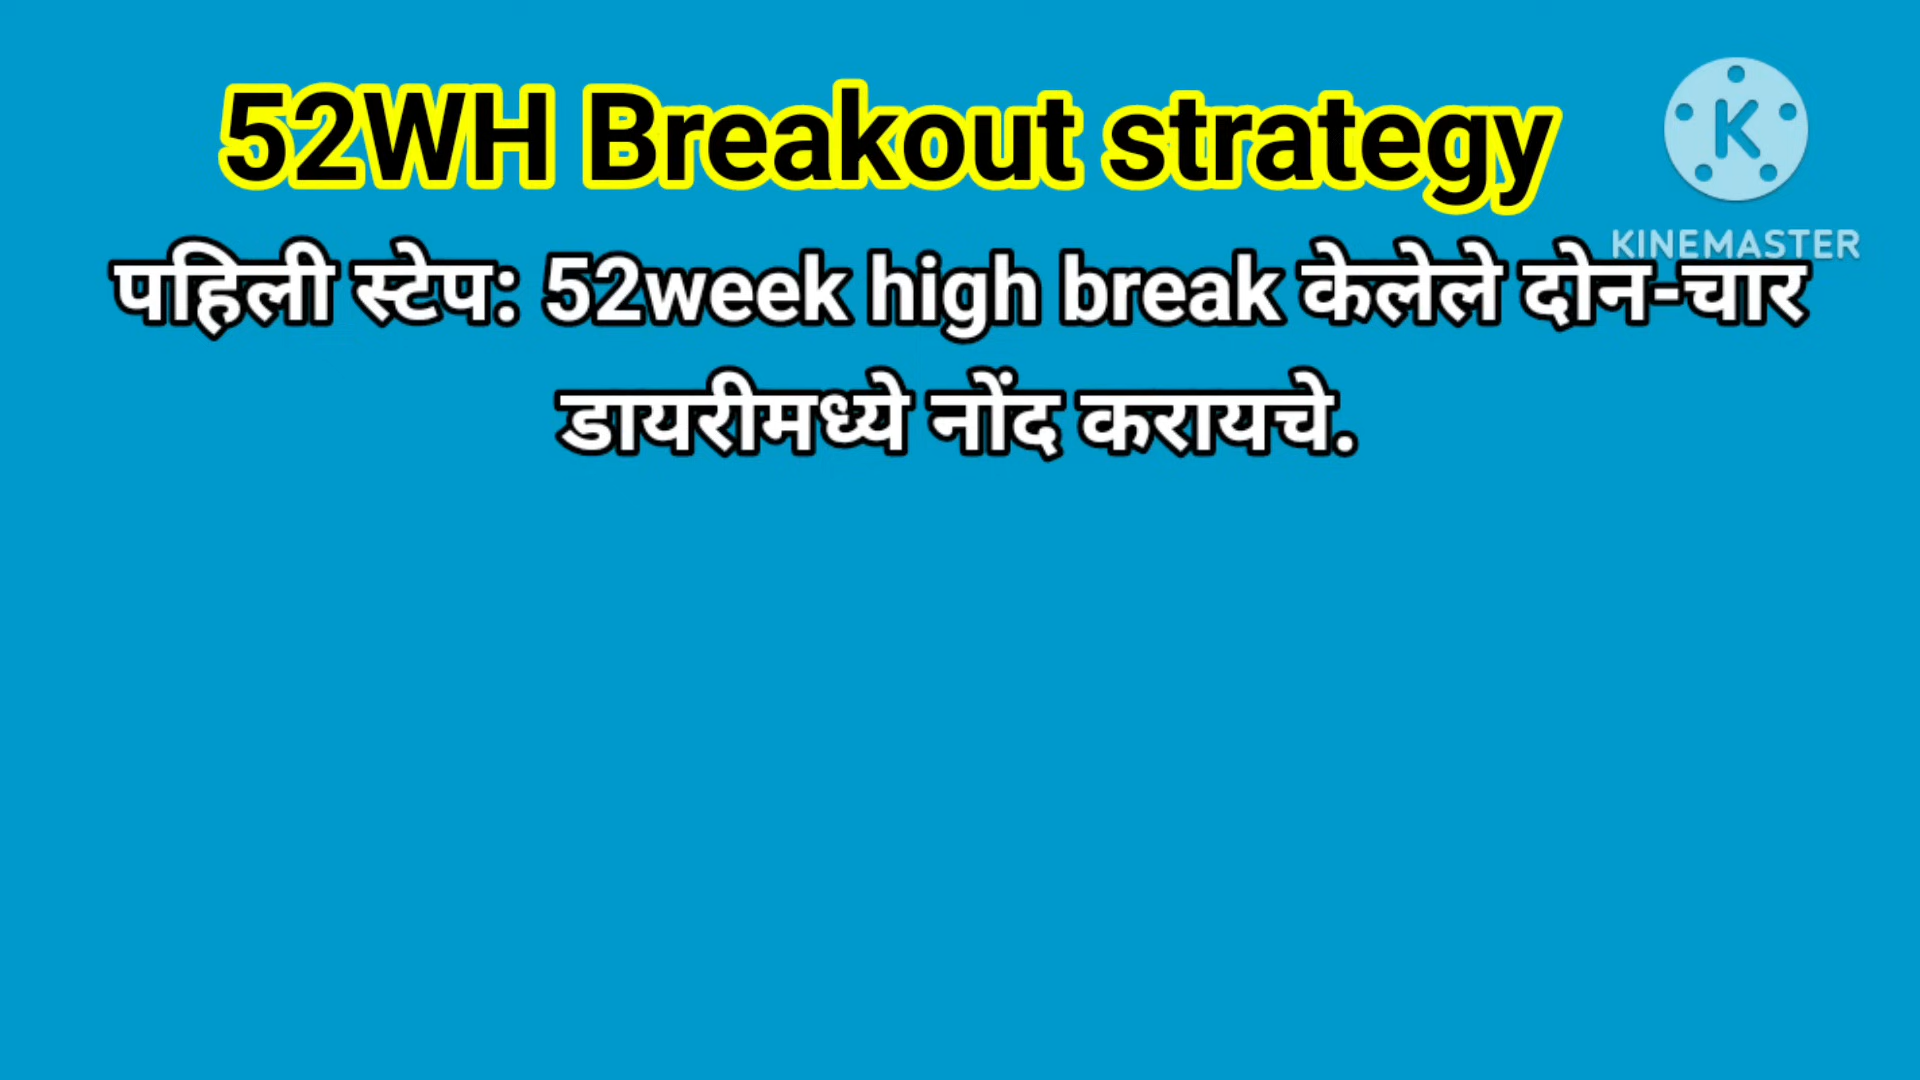 52WH Breakout strategy
K
KINEMASTER
पहिली स्टेप: 52week high break केलेले दोन-चार
डायरीमध्ये नोंद करायचे.